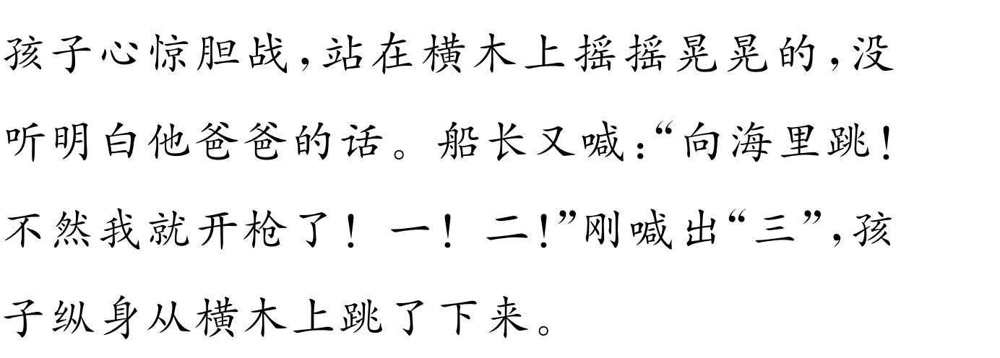 孩子心惊胆战，站在横木上摇摇晃晃的，没
听明白他爸爸的话。船长又喊：“向海里跳！
不然我就开枪了！一！二！”刚喊出“三”，孩
子纵身从横木上跳了下来。